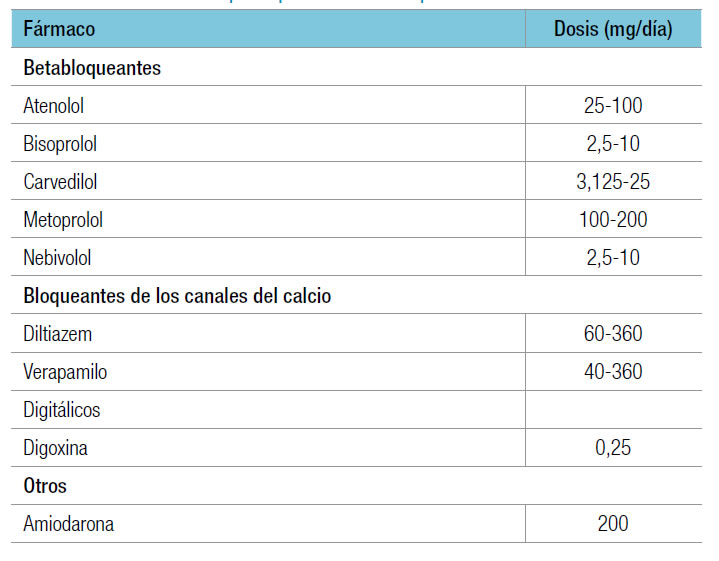 Fármaco Dosis (mg/día)
Betabloqueantes
Atenolol 25-100
Bisoprolol 2,5-10
Carvedilol 3,125-25
Metoprolol 100-200
Nebivolol 2,5-10
Bloqueantes de los canales del calcio
Diltiazem 60-360
Verapamilo 40-360
Digitálicos
Digoxina 0,25
Otros
Amiodarona 200